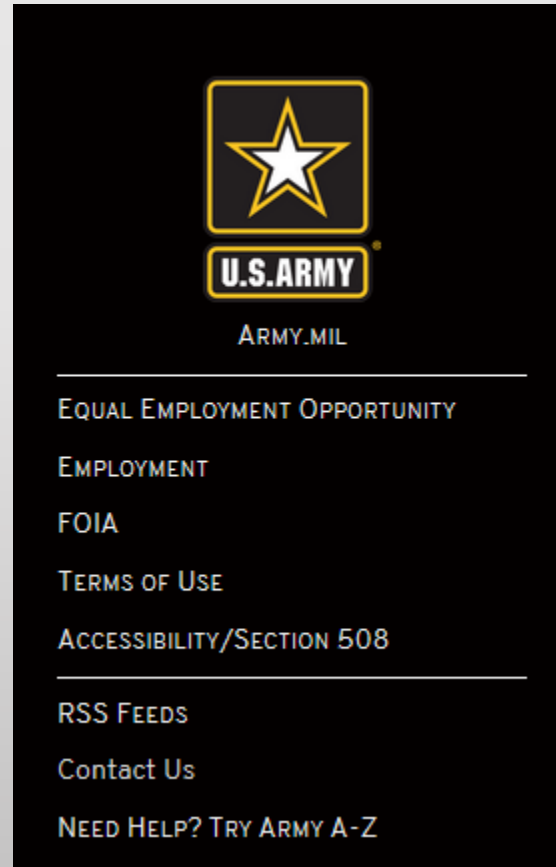 U.S.ARMY
ARMY.MIL
EQUAL EMPLOYMENT OPPORTUNITY
EMPLOYMENT
FOIA
TERMS OF USE
ACCESSIBILITY/SECTION 508
RSS FEEDS
Contact Us
NEED HELP? TRY ARMY A-Z